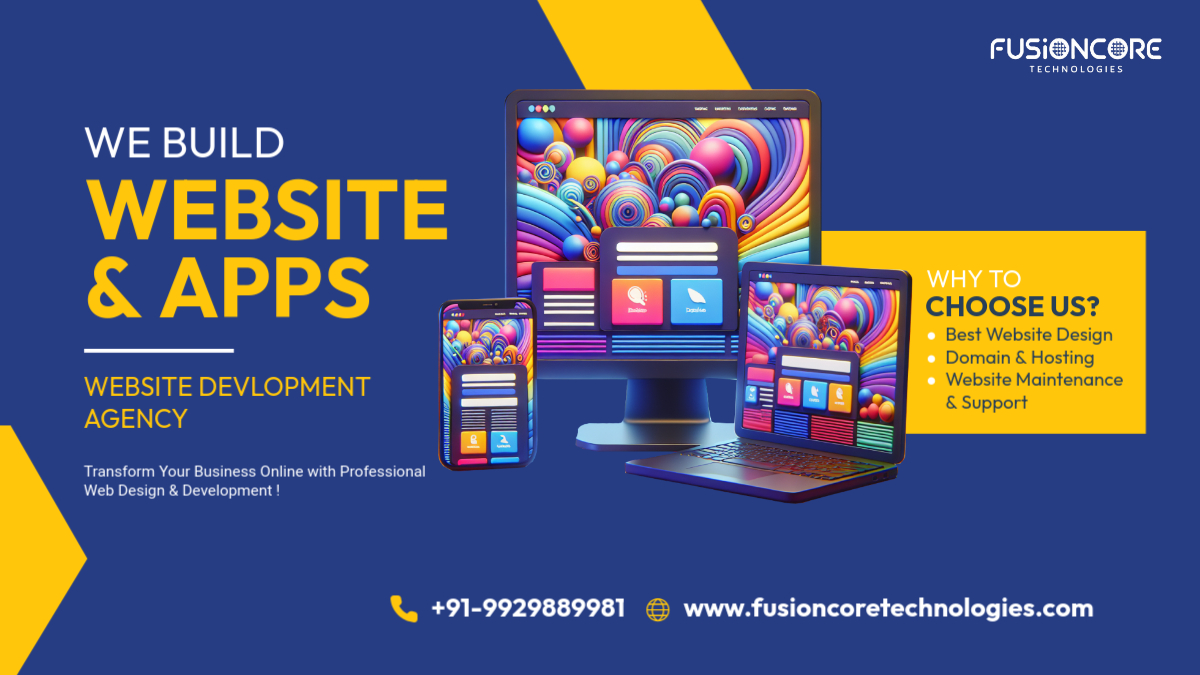 FUSiONCORE
TECHNOLOGIES
WE BUILD
WEBSITE
& APPS
WEBSITE DEVLOPMENT
AGENCY
Transform Your Business Online with Professional
Web Design & Development !
WHY TO
CHOOSE US?
Best Website Design
Domain & Hosting
Website Maintenance
& Support
+91-9929889981
www.fusioncoretechnologies.com